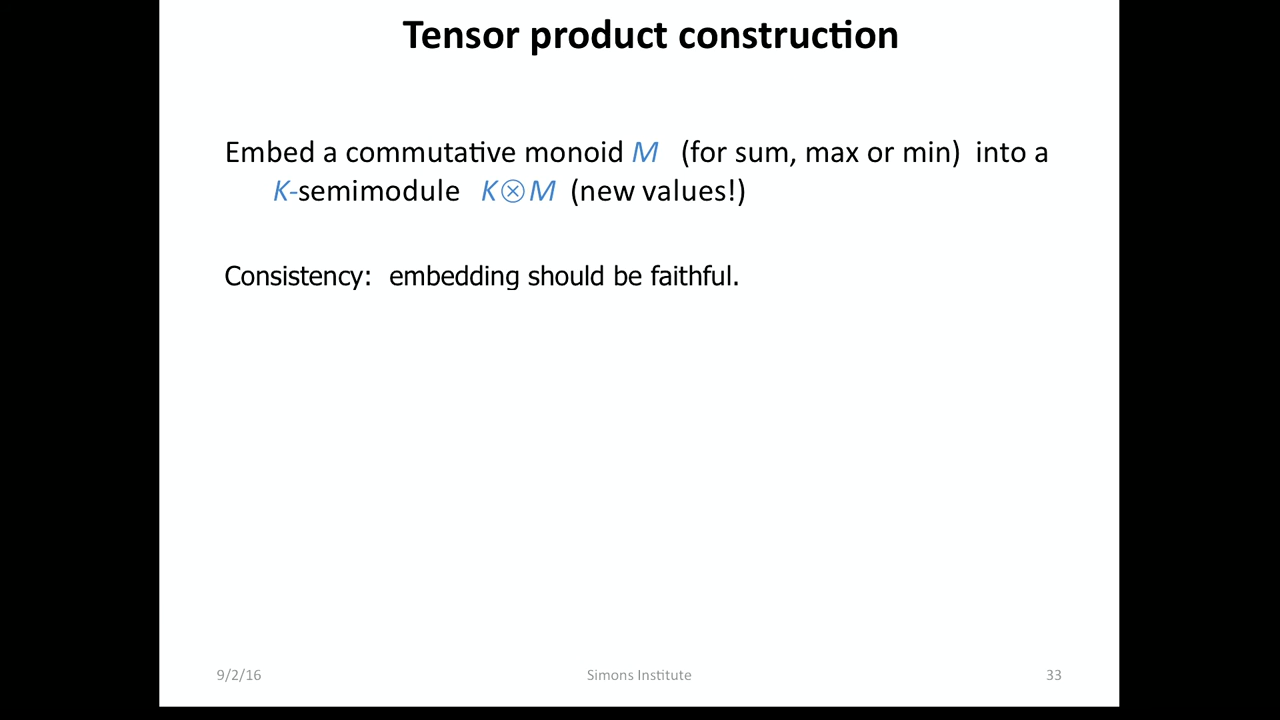 Tensor product construction
Embed a commutative monoid M (for sum, max or min) into a
K-semimodule K⊗M (new values!)
Consistency: embedding should be faithful.
9/2/16 Simons Institute 33